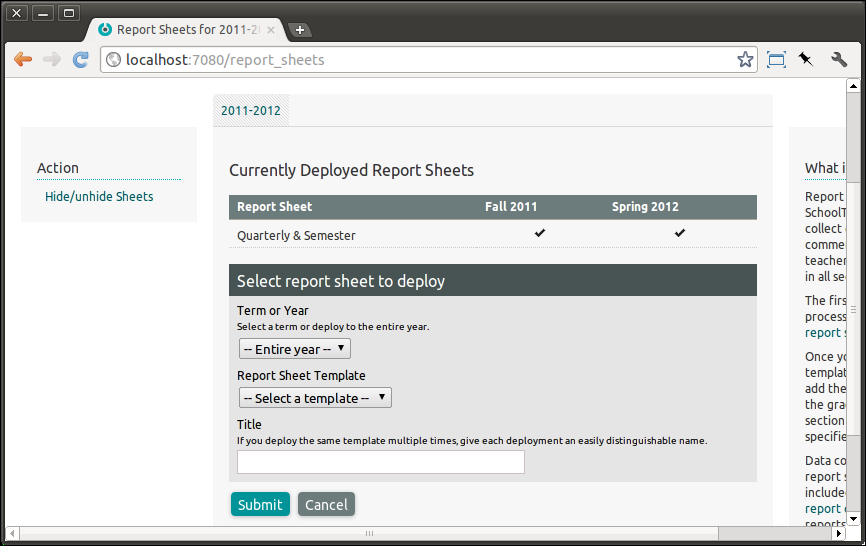 Report Sheets for 2011-2
localhost:7080/report_sheets
2011-2012
Action
Hide/unhide Sheets
Currently Deployed Report Sheets
Report Sheet Fall 2011 Spring 2012
Quarterly & Semester
Select report sheet to deploy
Term or Year
Select a term or deploy to the entire year.
-- Entire year --
Report Sheet Template
-- Select a template --
Title
If you deploy the same template multiple times, give each deployment an easily distinguishable name.
Submit Cancel
What i
Report
SchoolT
collect
comme
teacher
in all se
The firs
process
report s
Once yo
templat
add the
the gra
section
specifie
Data co
report s
include
report
reports